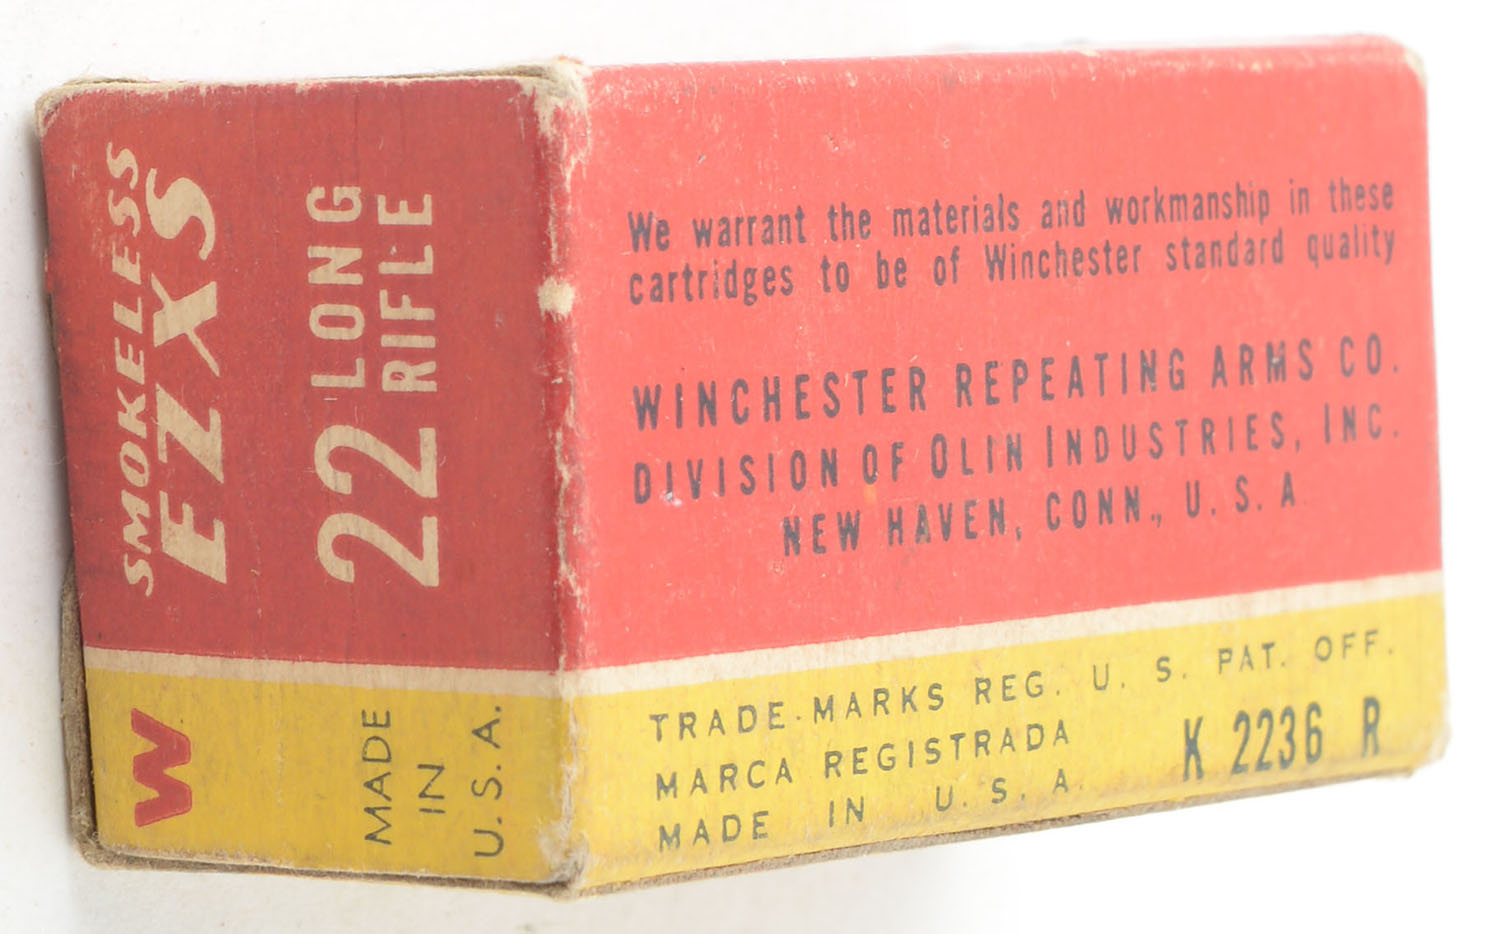 SMOKELESS
EZXS
22 LONG
RIFLE
W
MADE
IN
U.S.A.
We warrant the materials and workmanship in these
cartridges to be of Winchester standard quality
WINCHESTER REPEATING ARMS CO.
DIVISION OF OLIN INDUSTRIES, INC.
NEW HAVEN, CONN., U. S. A
TRADE-MARKS REG. U. S. PAT. OFF.
MARCA REGISTRADA
MADE IN U. S. A.
K 2236 R